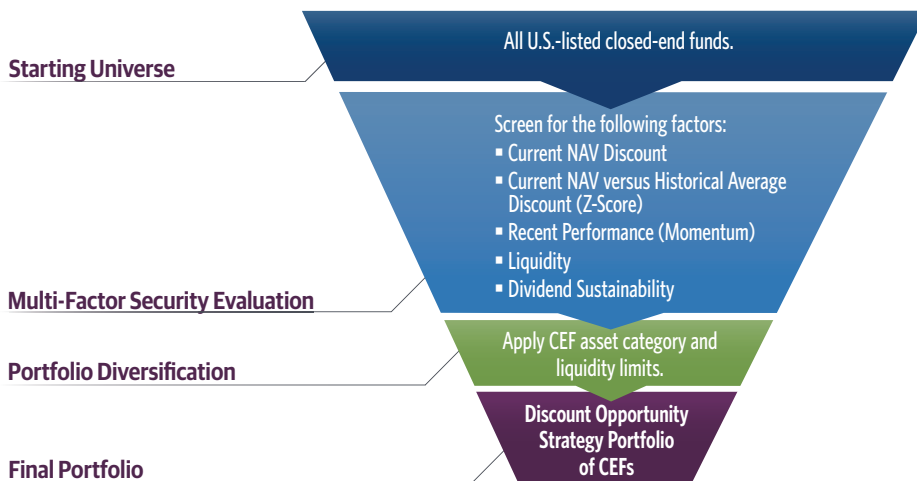 All U.S.-listed closed-end funds.
Starting Universe
Screen for the following factors:
▪ Current NAV Discount
▪ Current NAV versus Historical Average
Discount (Z-Score)
▪ Recent Performance (Momentum)
▪ Liquidity
▪ Dividend Sustainability
Multi-Factor Security Evaluation
Apply CEF asset category and
liquidity limits.
Portfolio Diversification
Discount Opportunity
Strategy Portfolio
of CEFs
Final Portfolio